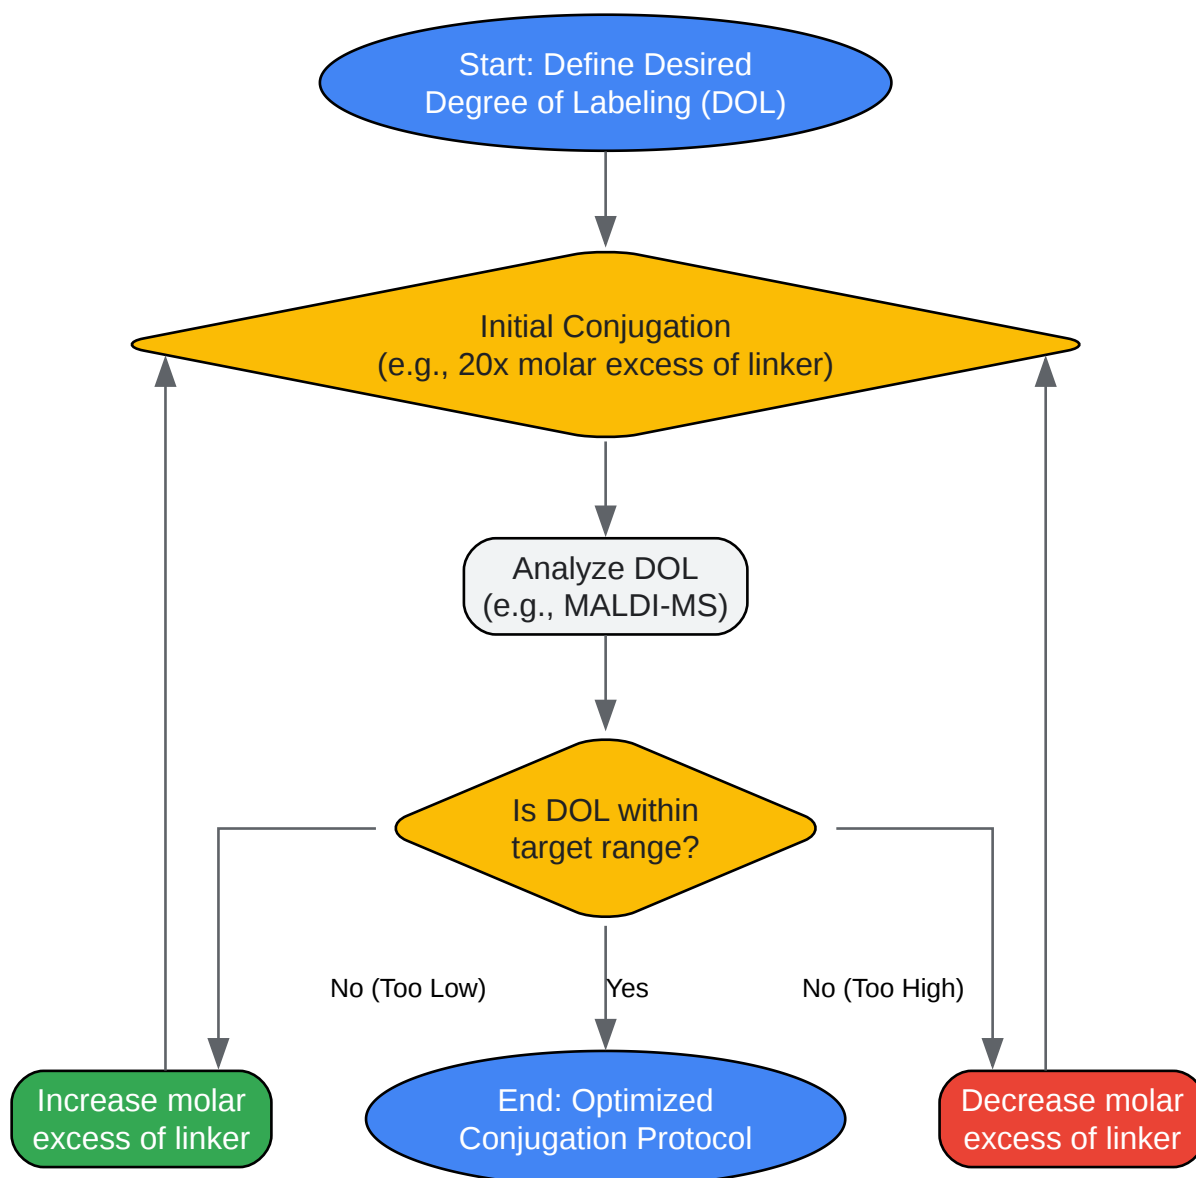 Start: Define Desired
Degree of Labeling (DOL)
Initial Conjugation
(e.g., 20x molar excess of linker)
Analyze DOL
(e.g., MALDI-MS)
Is DOL within
target range?
No (Too Low)
Yes
No (Too High)
Increase molar
excess of linker
End: Optimized
Conjugation Protocol
Decrease molar
excess of linker